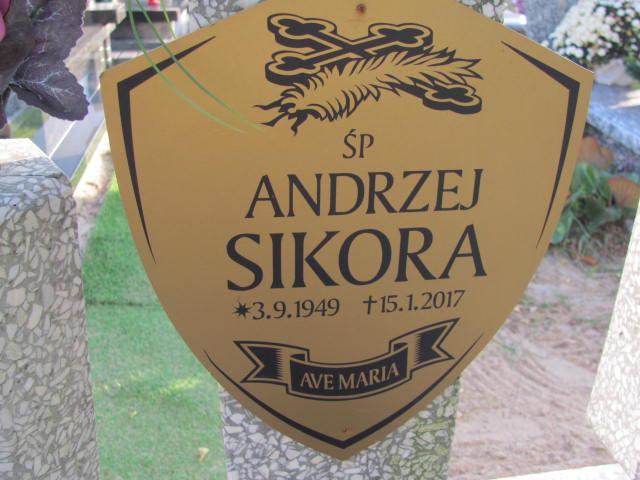 ŚP
ANDRZEJ
SIKORA
✷3.9.1949 †15.1.2017
AVE MARIA